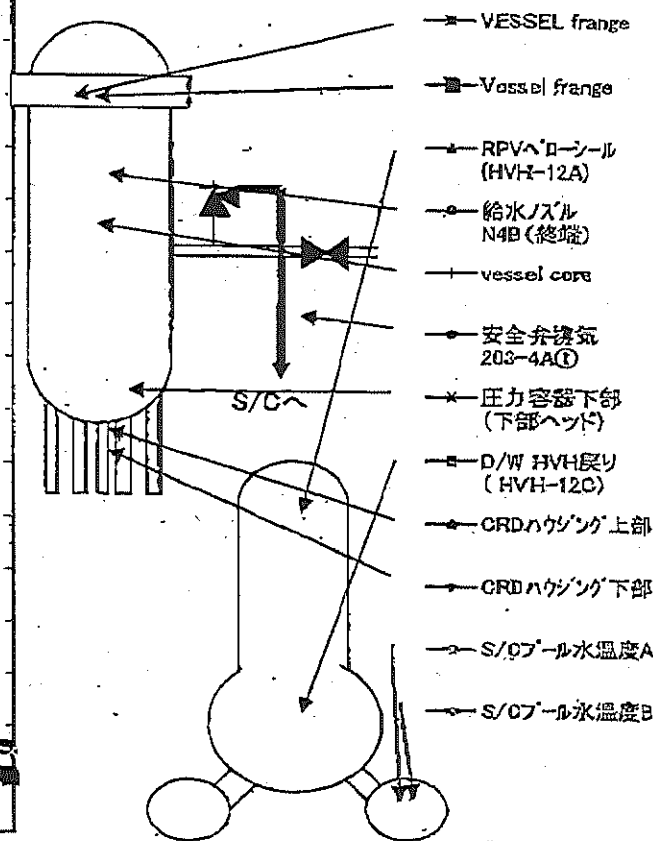 VESSEL frange
Vessel frange
RPVベローシール
(HVH-12A)
給水ノズル
N4B(終端)
vessel core
安全弁排気
203-4A①
圧力容器下部
(下部ヘッド)
D/W HVH戻り
(HVH-12C)
CRDハウジング上部
CRDハウジング下部
S/Cプール水温度A
S/Cプール水温度B
S/Cへ